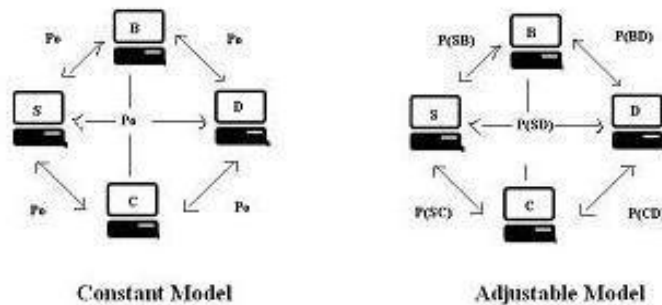 B
Po
Po
S
D
Po
C
Po
Po
Constant Model
B
P(SB)
P(BD)
S
D
P(SD)
C
P(SC)
P(CD)
Adjustable Model